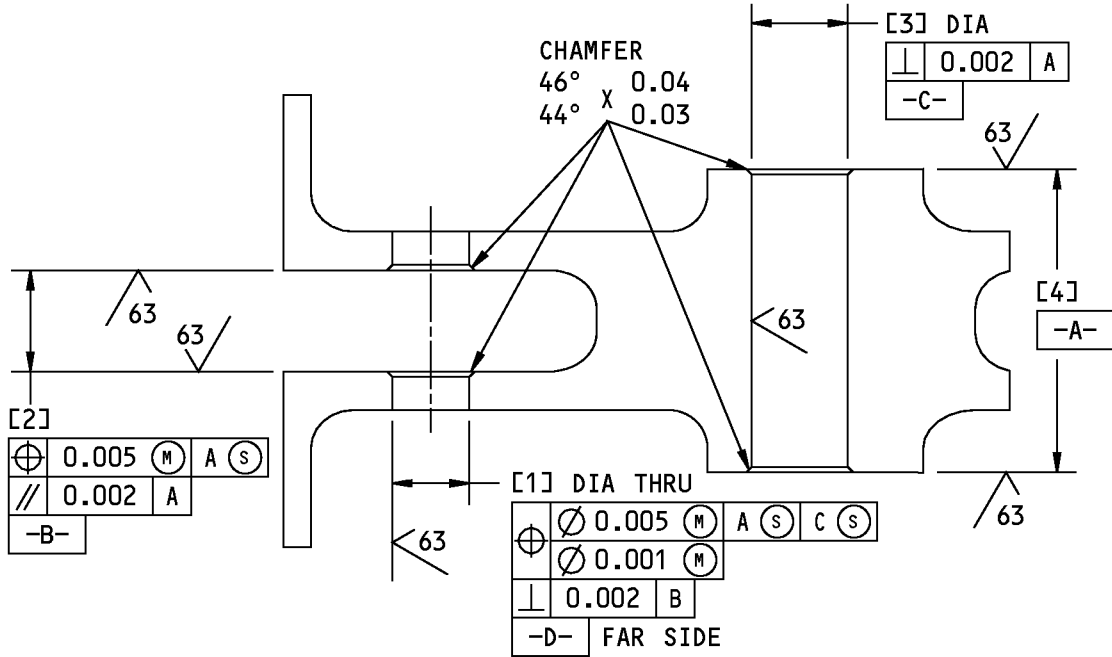 [3] DIA
⊥ 0.002 A
-C-
CHAMFER
46° X 0.04
44° 0.03
63
63
63
63
63
[4]
-A-
[2]
⌖ 0.005 Ⓜ A Ⓢ
// 0.002 A
-B-
63
63
[1] DIA THRU
⌖ ⌀ 0.005 Ⓜ A Ⓢ C Ⓢ
⌀ 0.001 Ⓜ
⊥ 0.002 B
-D- FAR SIDE